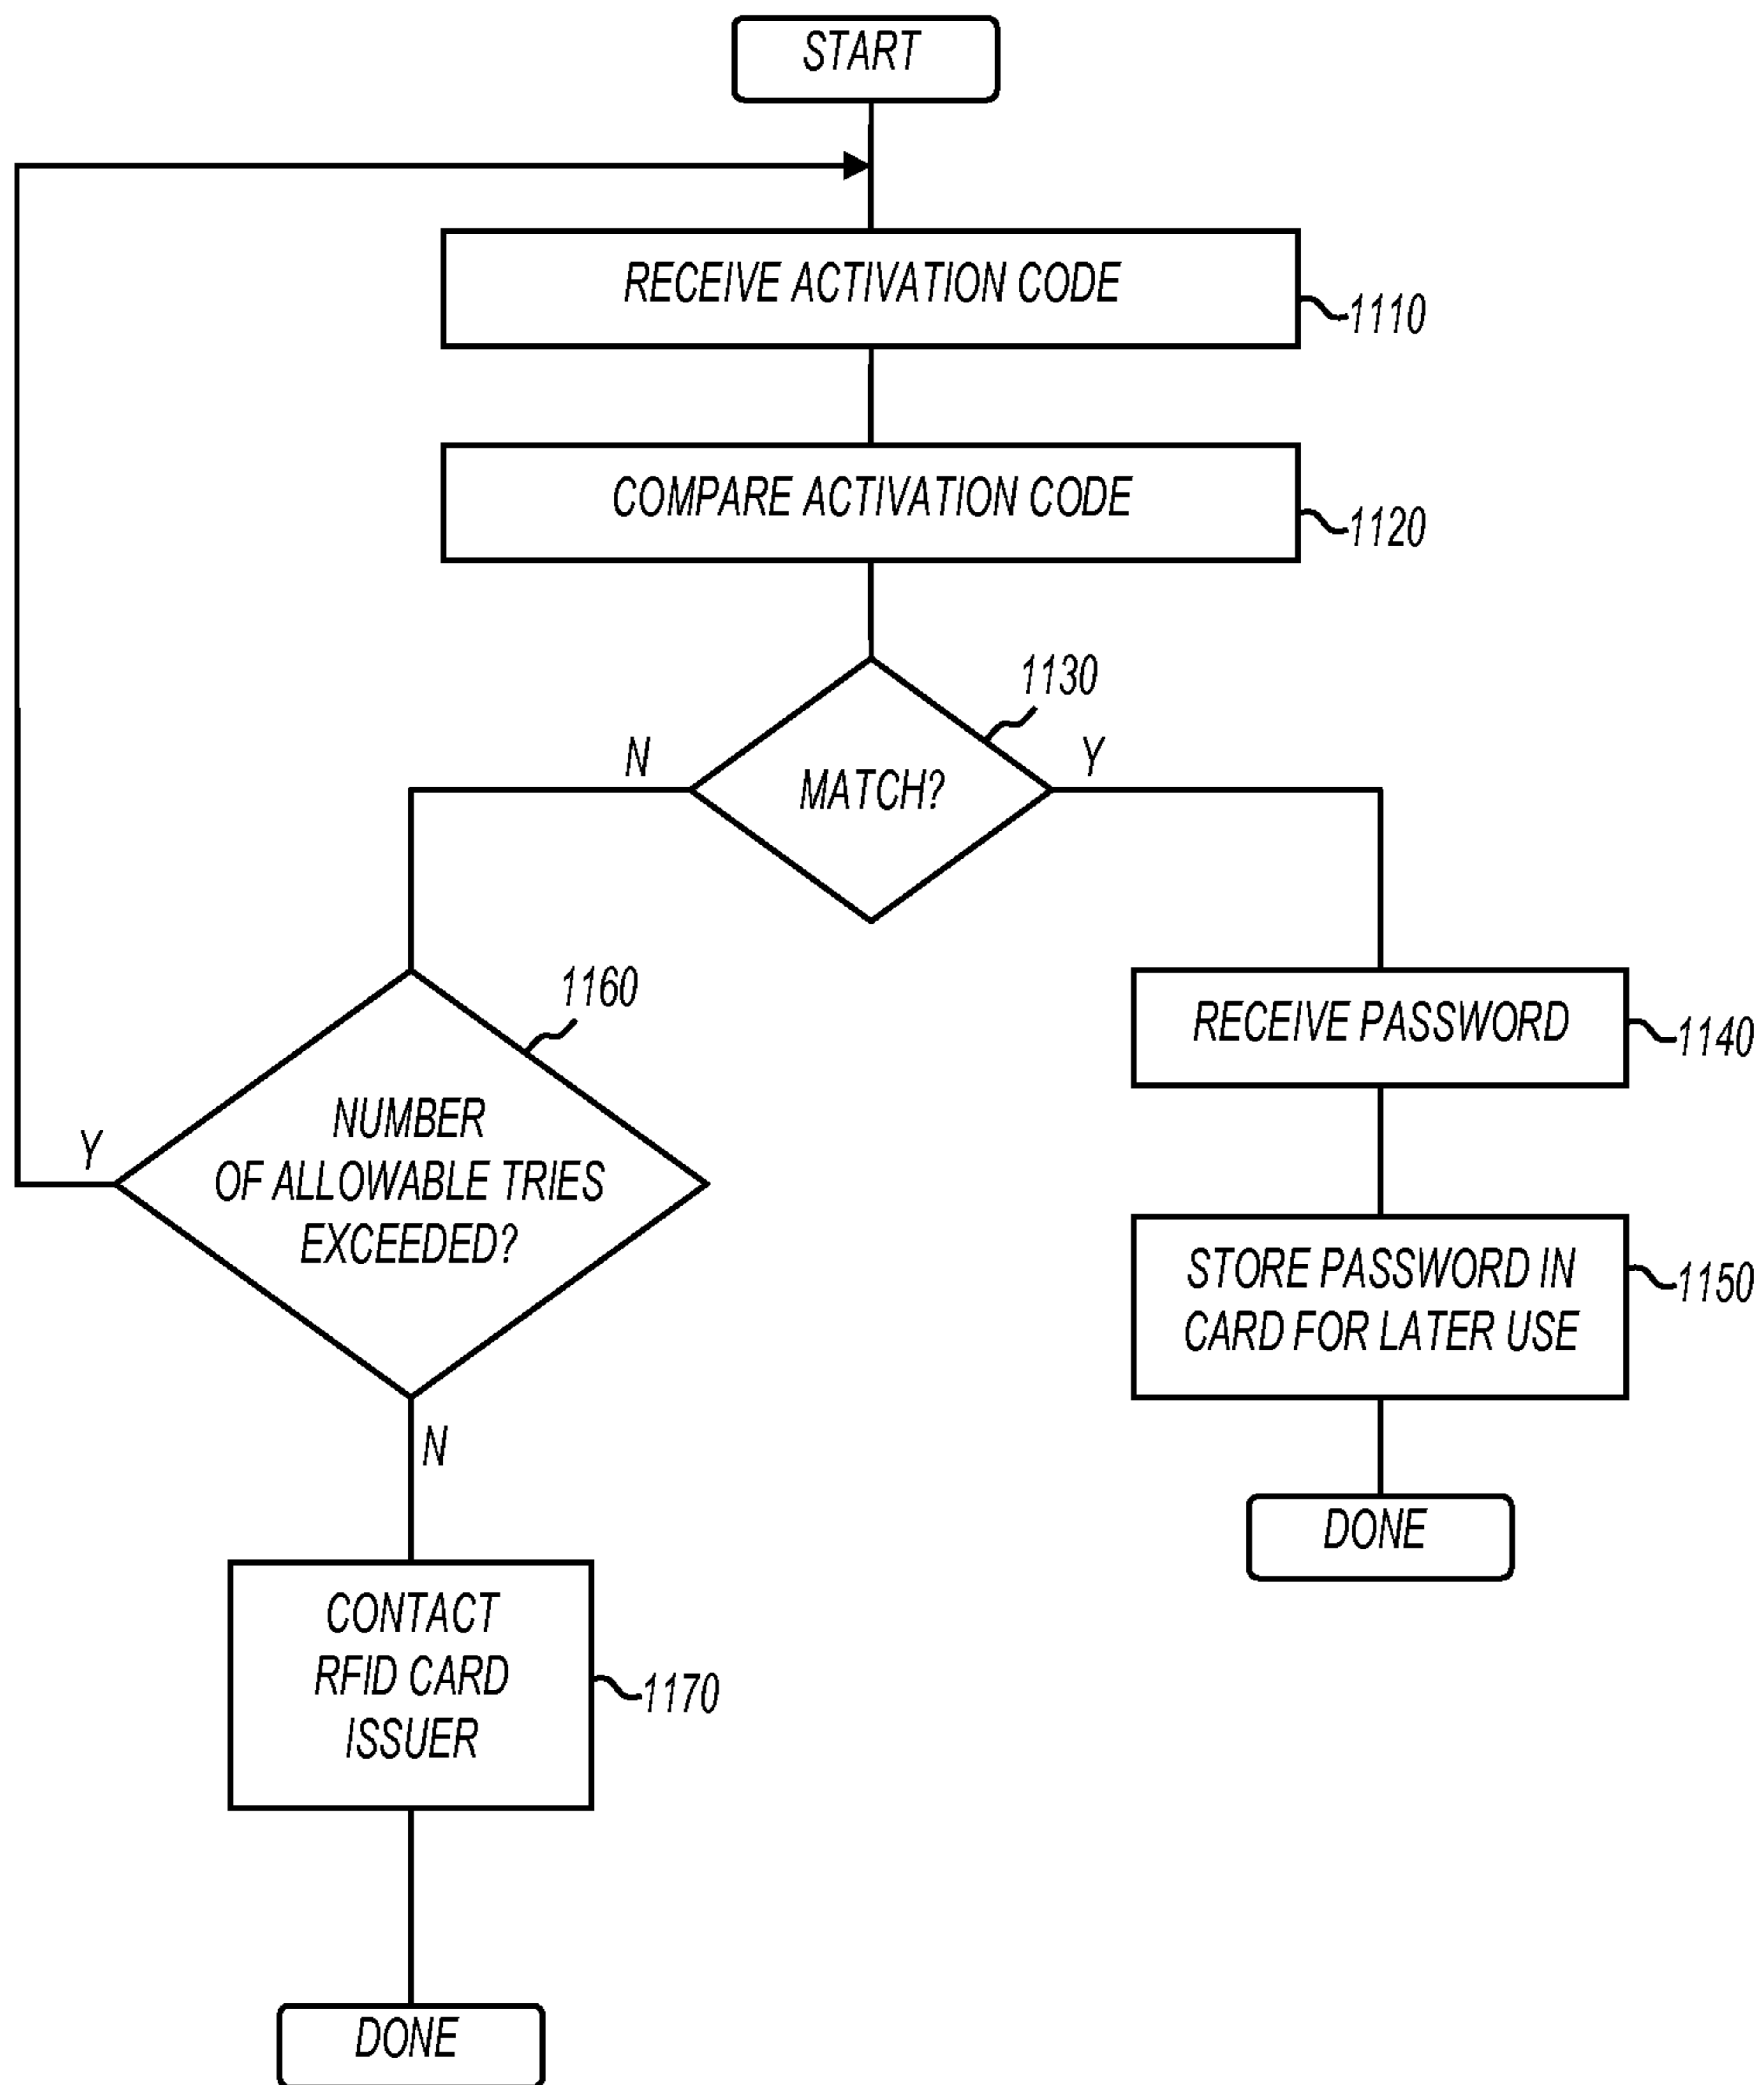 START
RECEIVE ACTIVATION CODE
1110
COMPARE ACTIVATION CODE
1120
1130
N
MATCH?
Y
1160
NUMBER
OF ALLOWABLE TRIES
EXCEEDED?
Y
N
RECEIVE PASSWORD
1140
STORE PASSWORD IN
CARD FOR LATER USE
1150
DONE
CONTACT
RFID CARD
ISSUER
1170
DONE